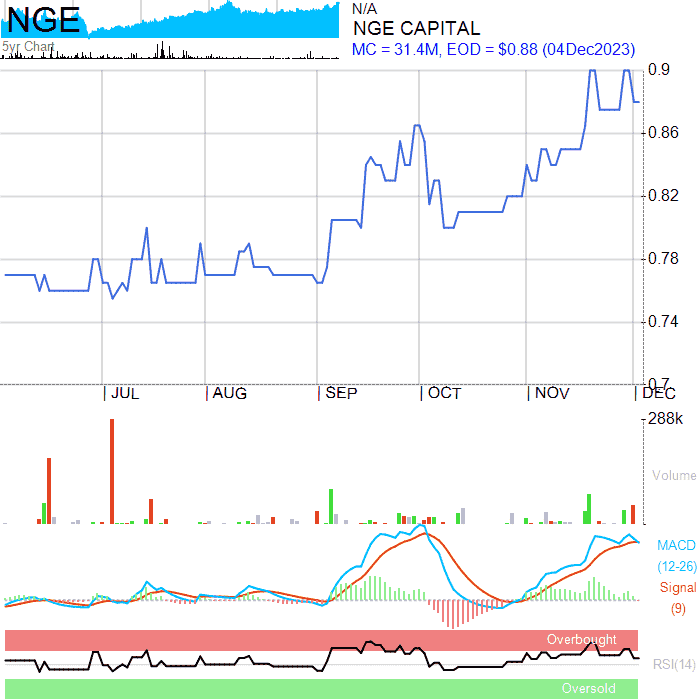 NGE
5yr Chart
N/A
NGE CAPITAL
MC = 31.4M, EOD = $0.88 (04Dec2023)
0.9
0.86
0.82
0.78
0.74
0.7
JUL AUG SEP OCT NOV DEC
288k
Volume
MACD
(12-26)
Signal
(9)
Overbought
RSI(14)
Oversold